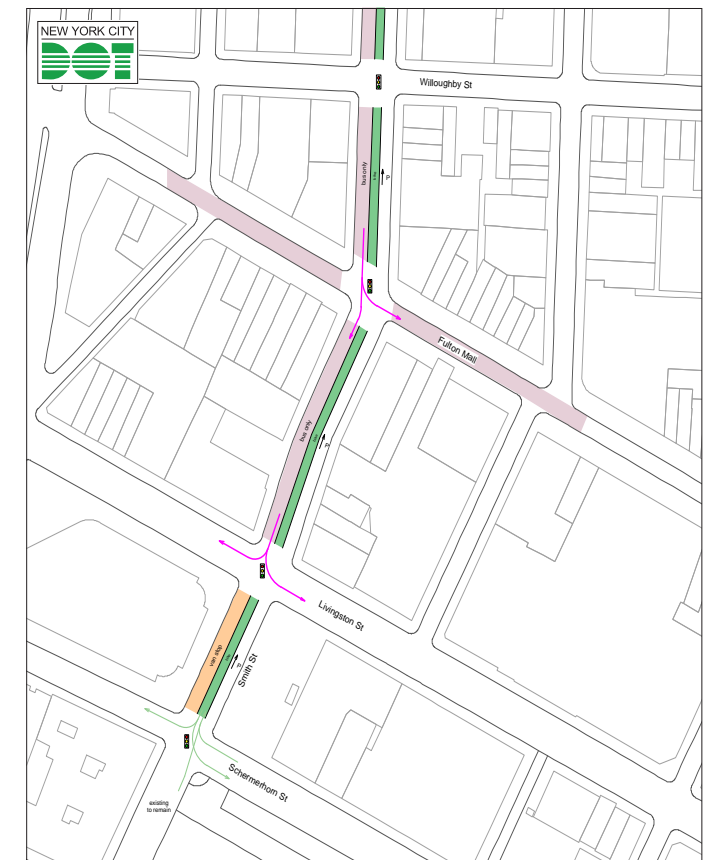 NEW YORK CITY
DOT
Willoughby St
bus only
P
Fulton Mall
bus only
P
Livingston St
van stop
P
Smith St
Schermerhorn St
existing
to remain